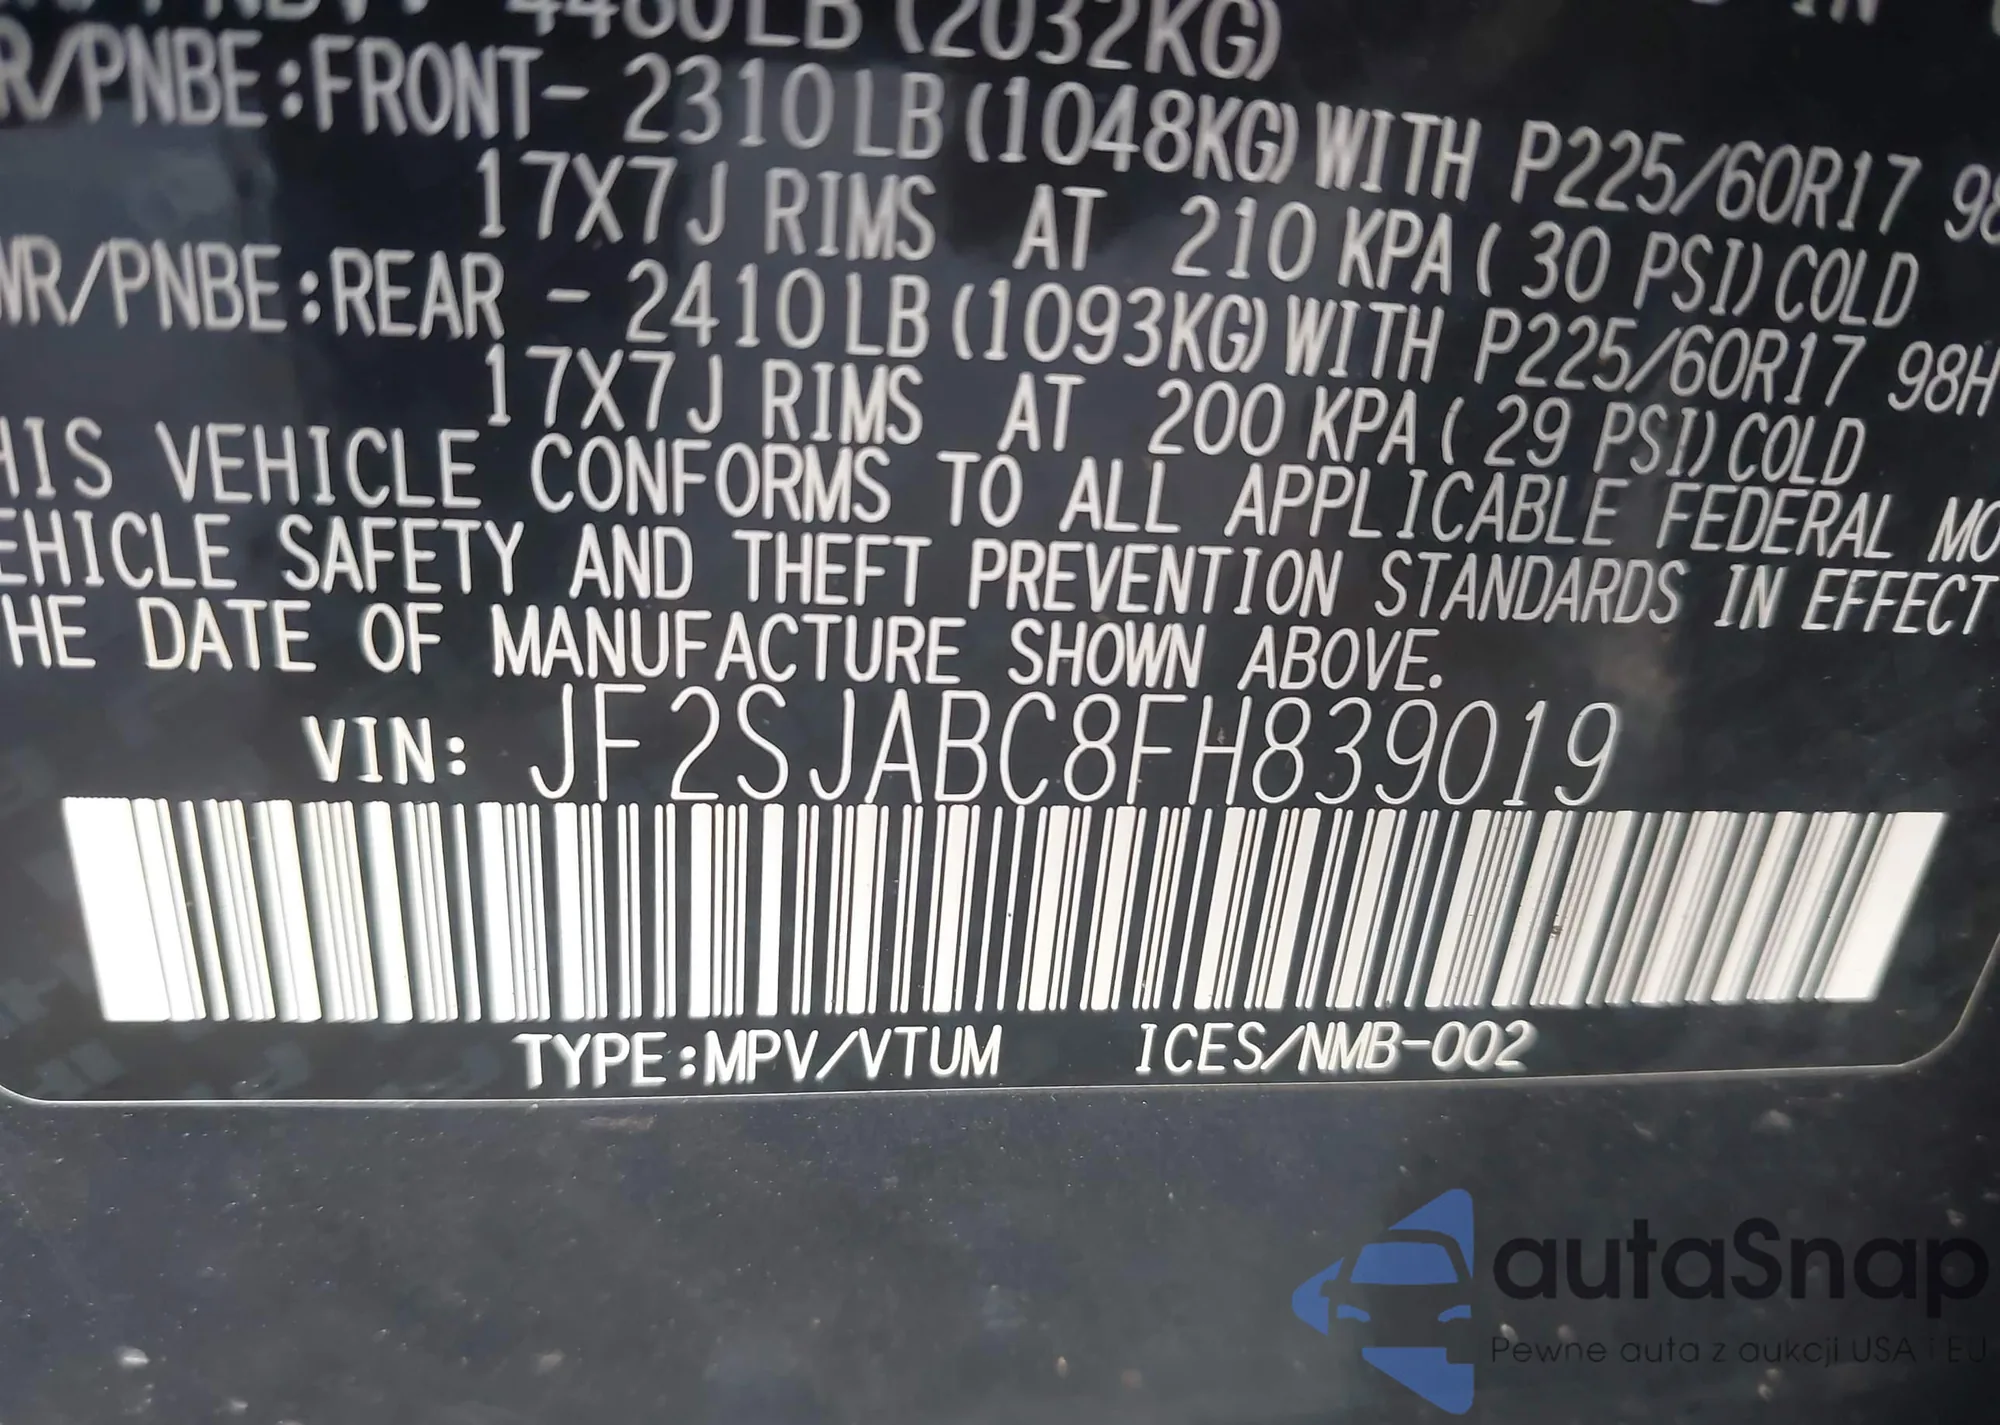 4480LB (2032KG)
R/PNBE:FRONT- 2310LB(1048KG)WITH P225/60R17 98
17X7J RIMS AT 210 KPA( 30 PSI)COLD
WR/PNBE:REAR - 2410LB(1093KG)WITH P225/60R17 98H
17X7J RIMS AT 200 KPA( 29 PSI)COLD
HIS VEHICLE CONFORMS TO ALL APPLICABLE FEDERAL MO
EHICLE SAFETY AND THEFT PREVENTION STANDARDS IN EFFECT
HE DATE OF MANUFACTURE SHOWN ABOVE.
VIN: JF2SJABC8FH839019
TYPE:MPV/VTUM ICES/NMB-002
autaSnap
Pewne auta z aukcji USA i EU